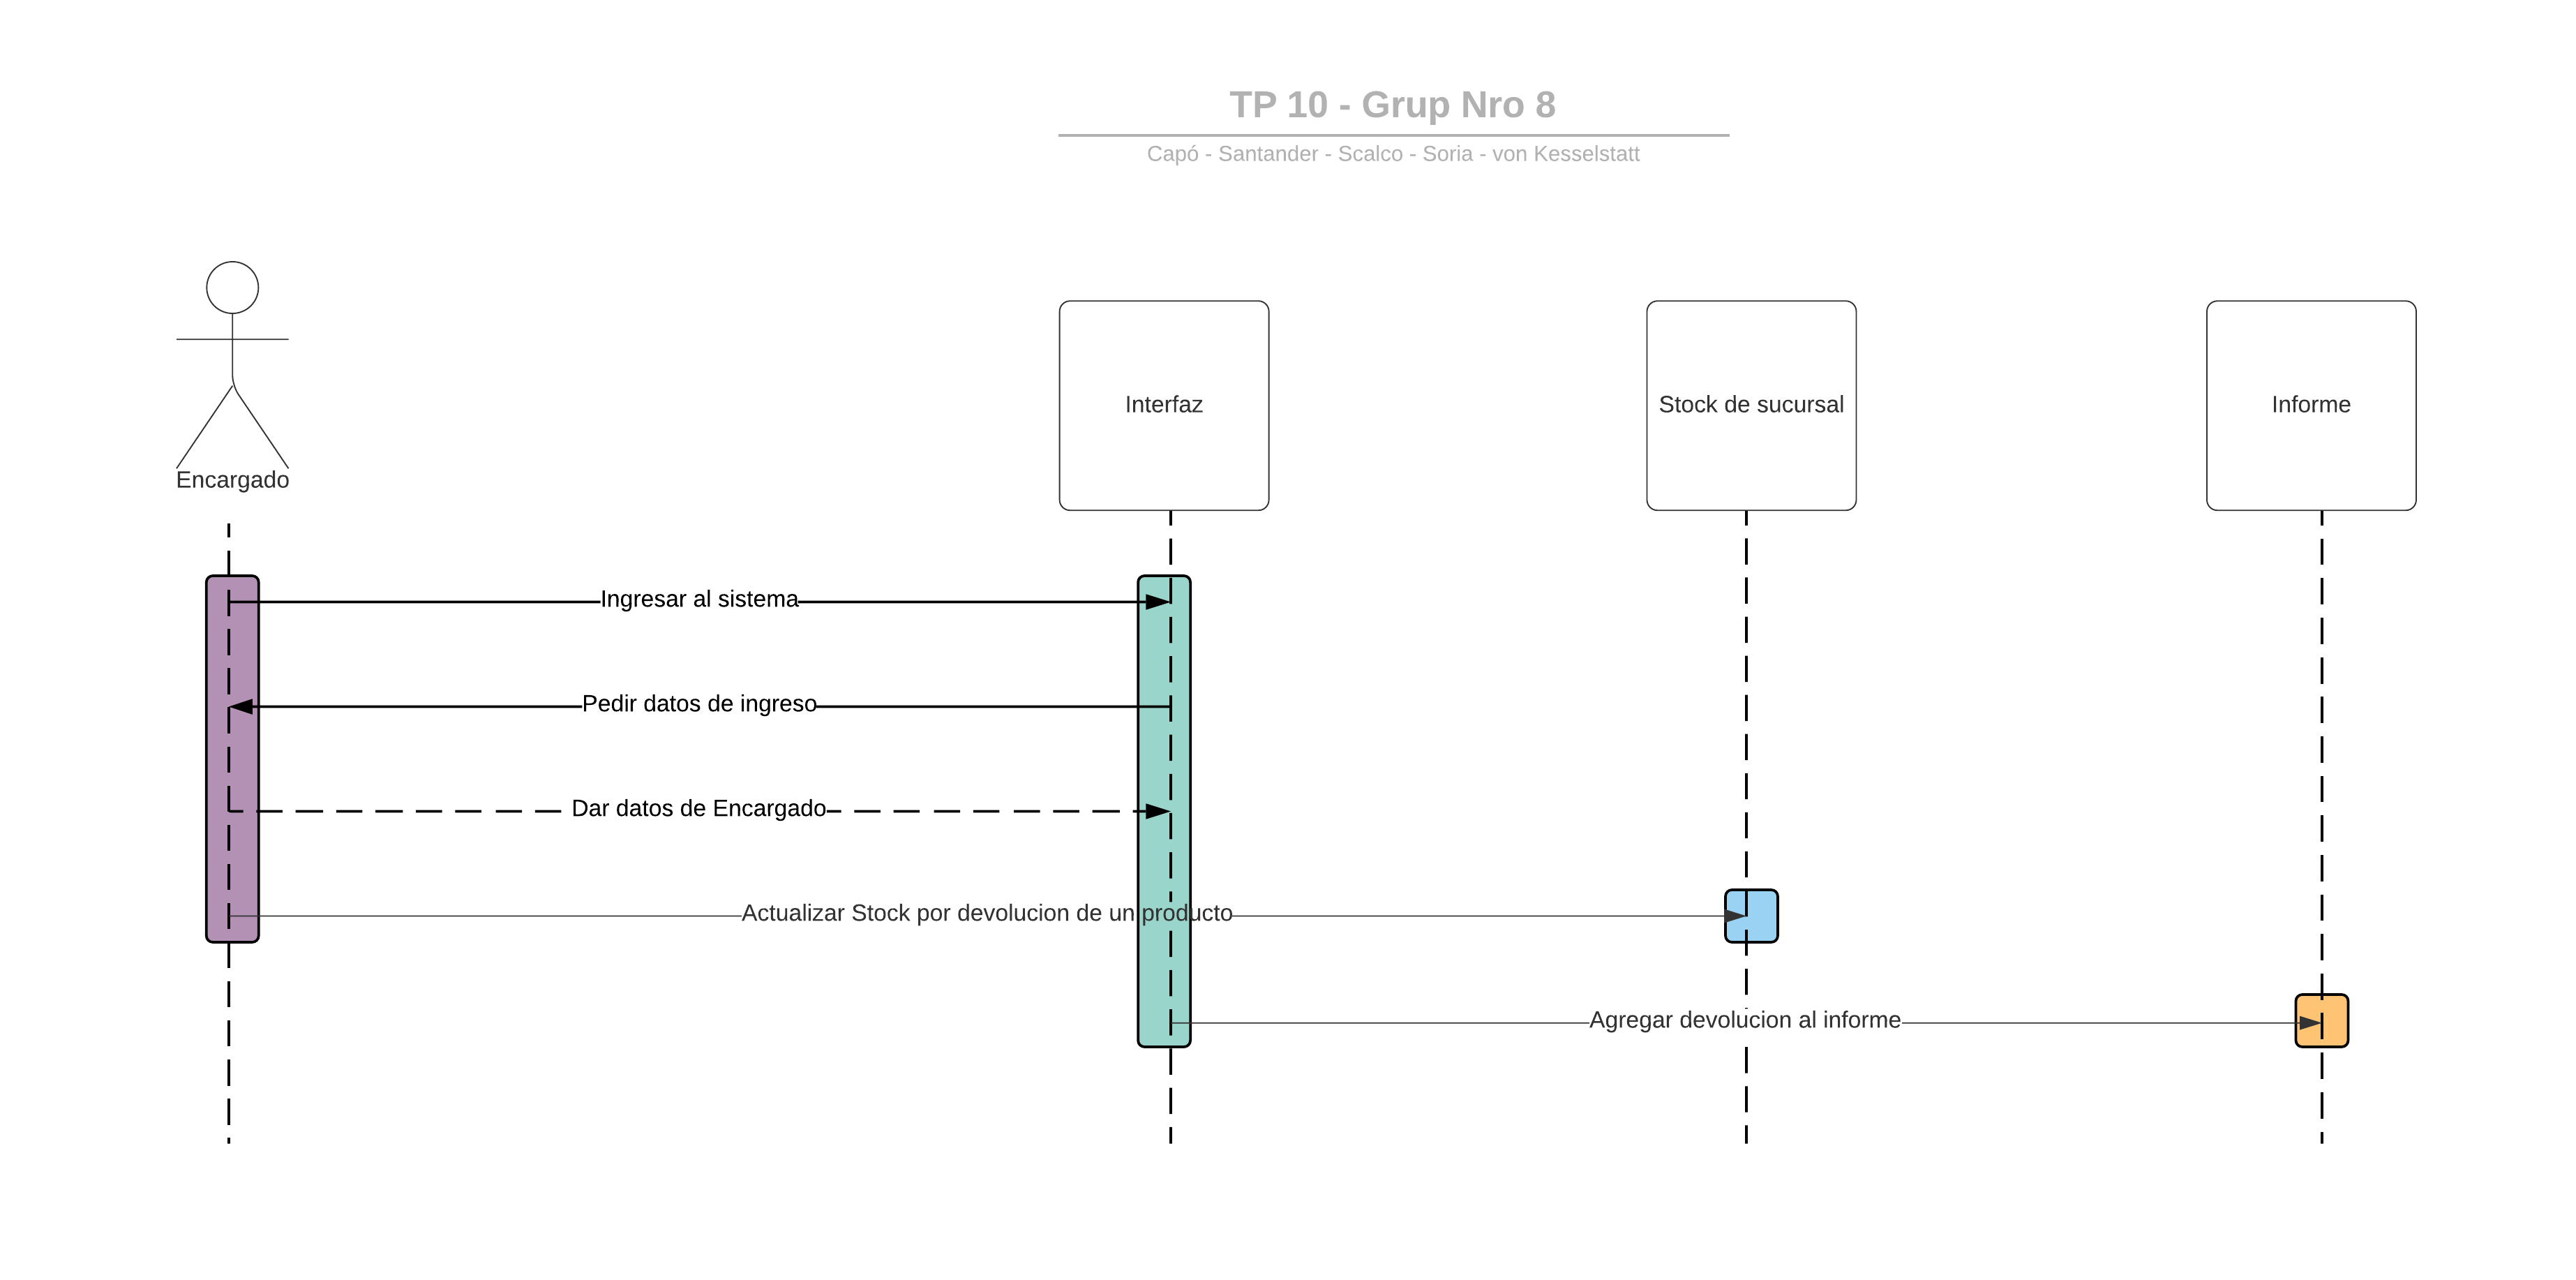 TP 10 - Grup Nro 8
Capó - Santander - Scalco - Soria - von Kesselstatt
Encargado
Interfaz
Stock de sucursal
Informe
Ingresar al sistema
Pedir datos de ingreso
Dar datos de Encargado
Actualizar Stock por devolucion de un producto
Agregar devolucion al informe